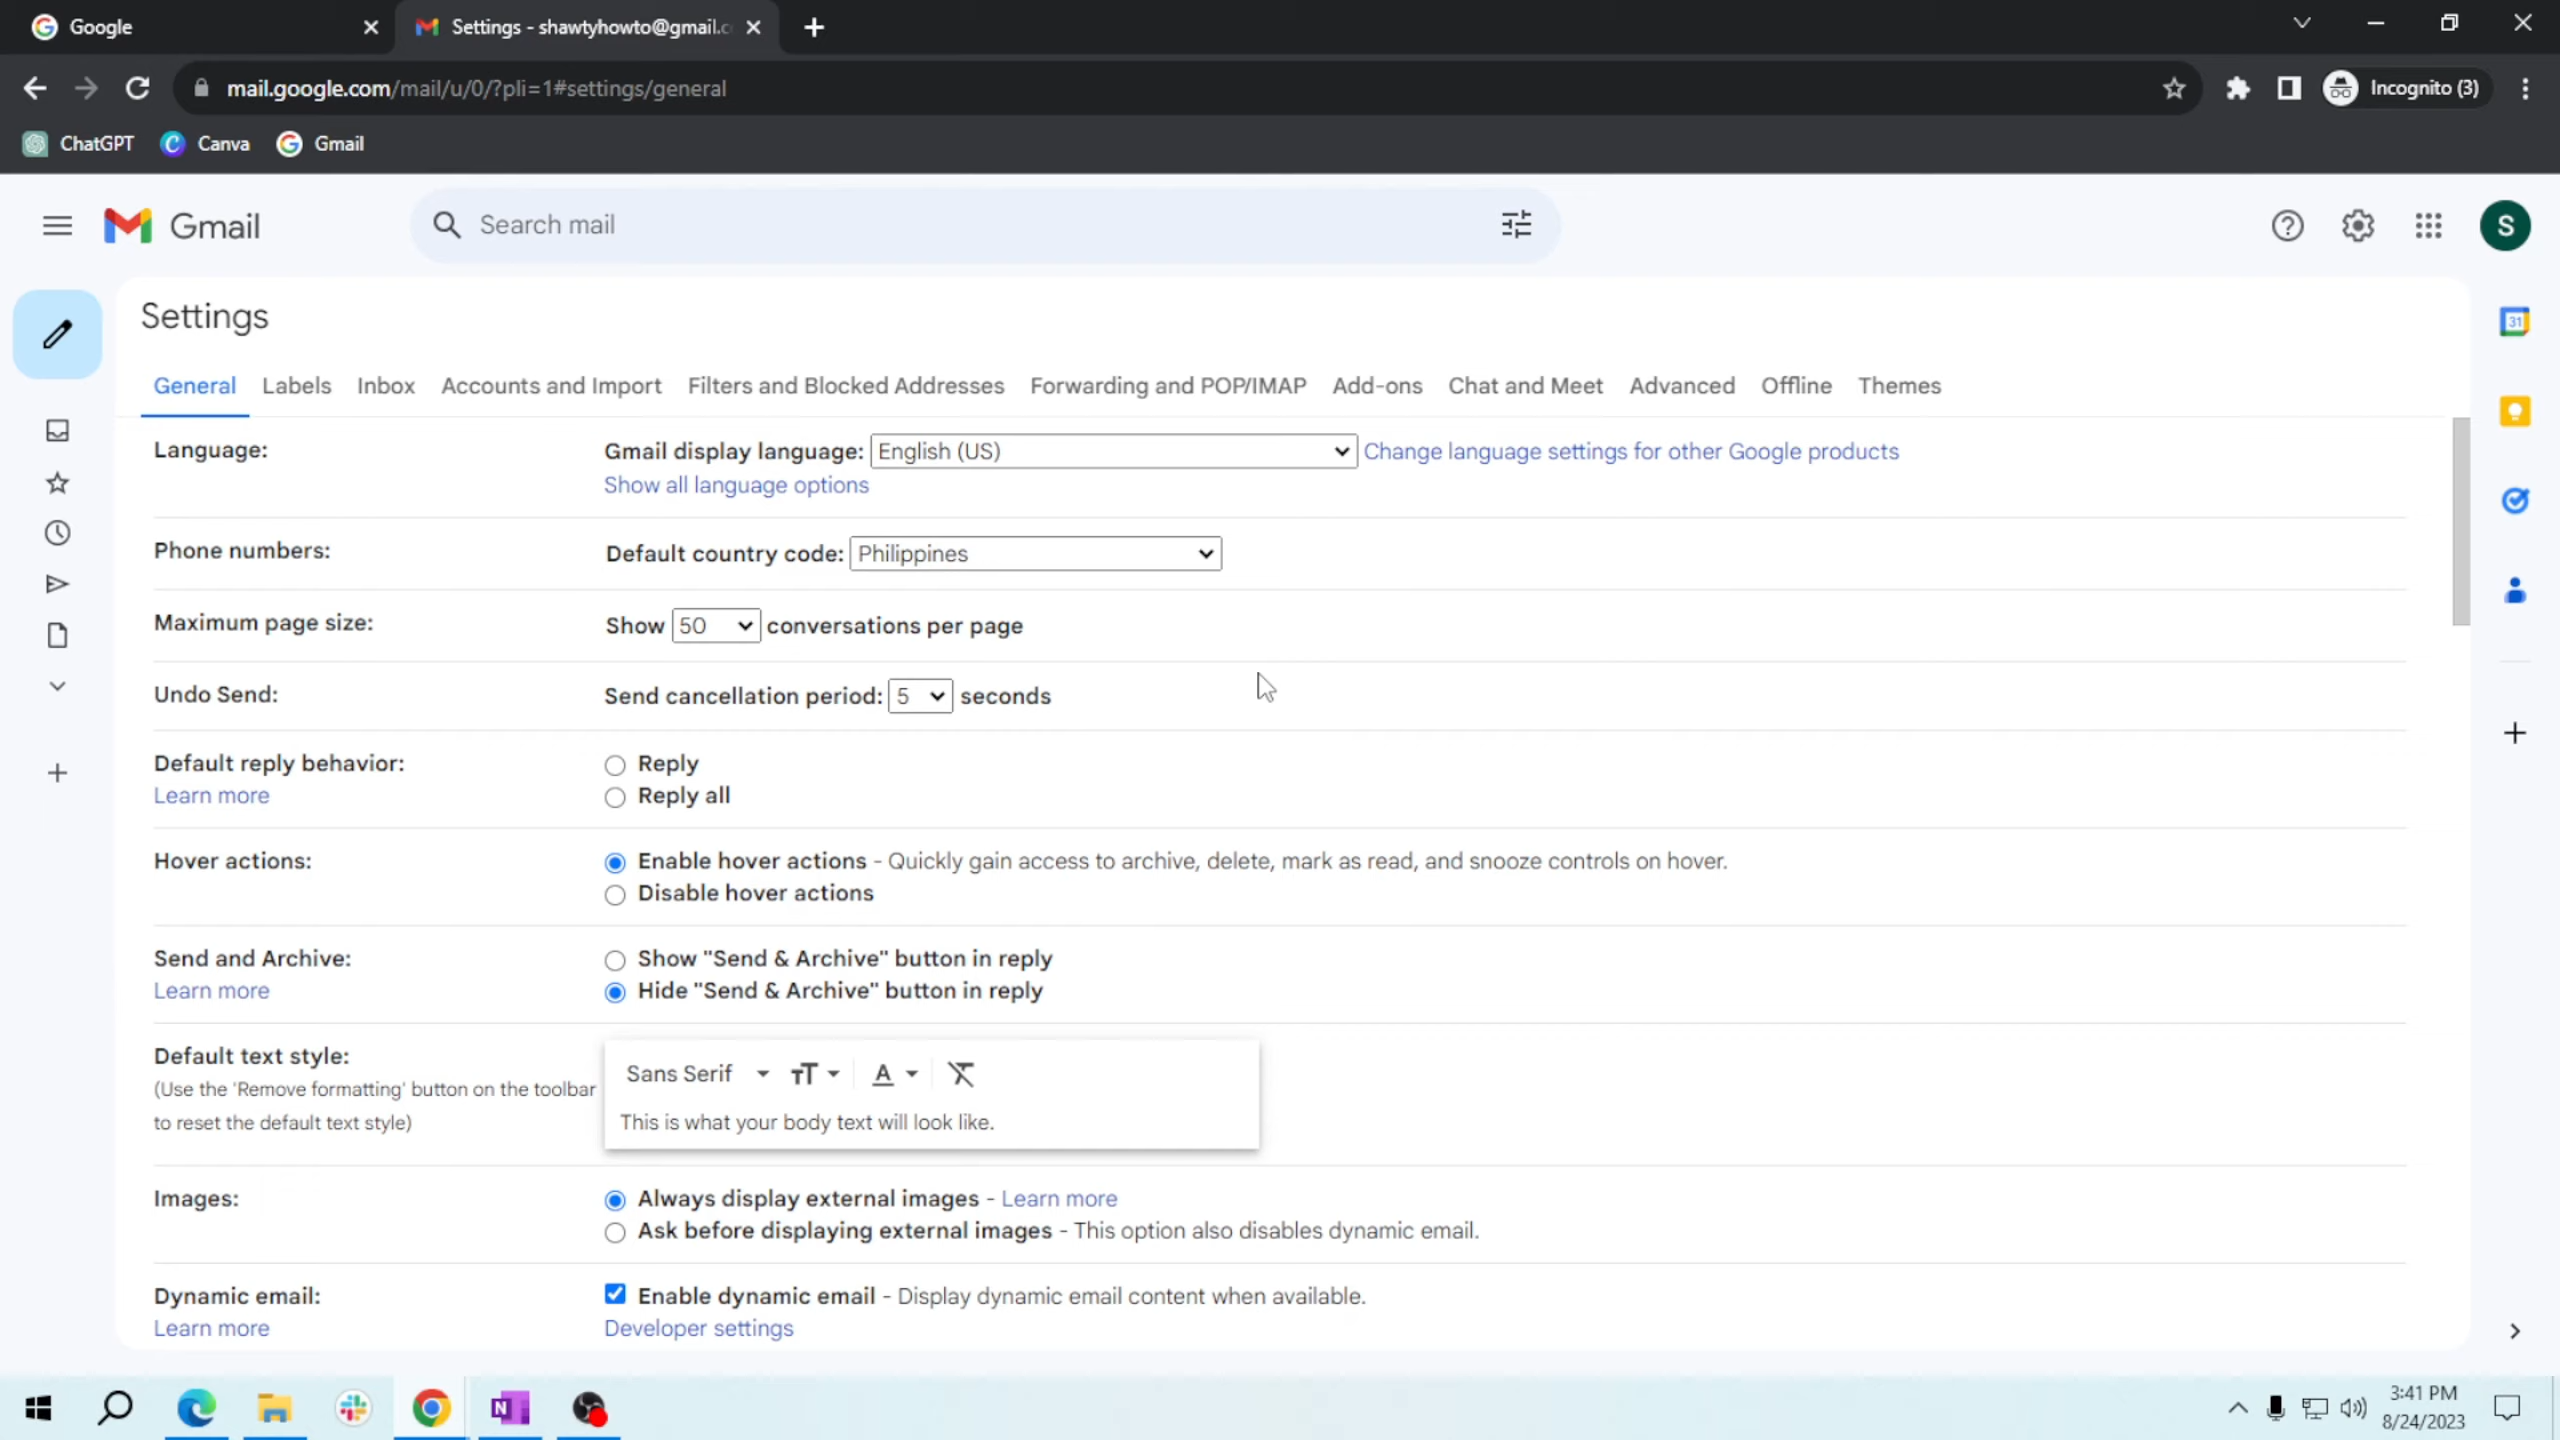 Google
Settings - shawtyhowto@gmail.c
mail.google.com/mail/u/0/?pli=1#settings/general
Incognito (3)
ChatGPT Canva Gmail
Gmail
Search mail
S
Settings
31
General Labels Inbox Accounts and Import Filters and Blocked Addresses Forwarding and POP/IMAP Add-ons Chat and Meet Advanced Offline Themes
Language: Gmail display language: English (US) Change language settings for other Google products
Show all language options
Phone numbers: Default country code: Philippines
Maximum page size: Show 50 conversations per page
Undo Send: Send cancellation period: 5 seconds
Default reply behavior: Reply
Learn more Reply all
Hover actions: Enable hover actions - Quickly gain access to archive, delete, mark as read, and snooze controls on hover.
Disable hover actions
Send and Archive: Show "Send & Archive" button in reply
Learn more Hide "Send & Archive" button in reply
Default text style: Sans Serif
(Use the 'Remove formatting' button on the toolbar
to reset the default text style) This is what your body text will look like.
Images: Always display external images - Learn more
Ask before displaying external images - This option also disables dynamic email.
Dynamic email: Enable dynamic email - Display dynamic email content when available.
Learn more Developer settings
3:41 PM
8/24/2023